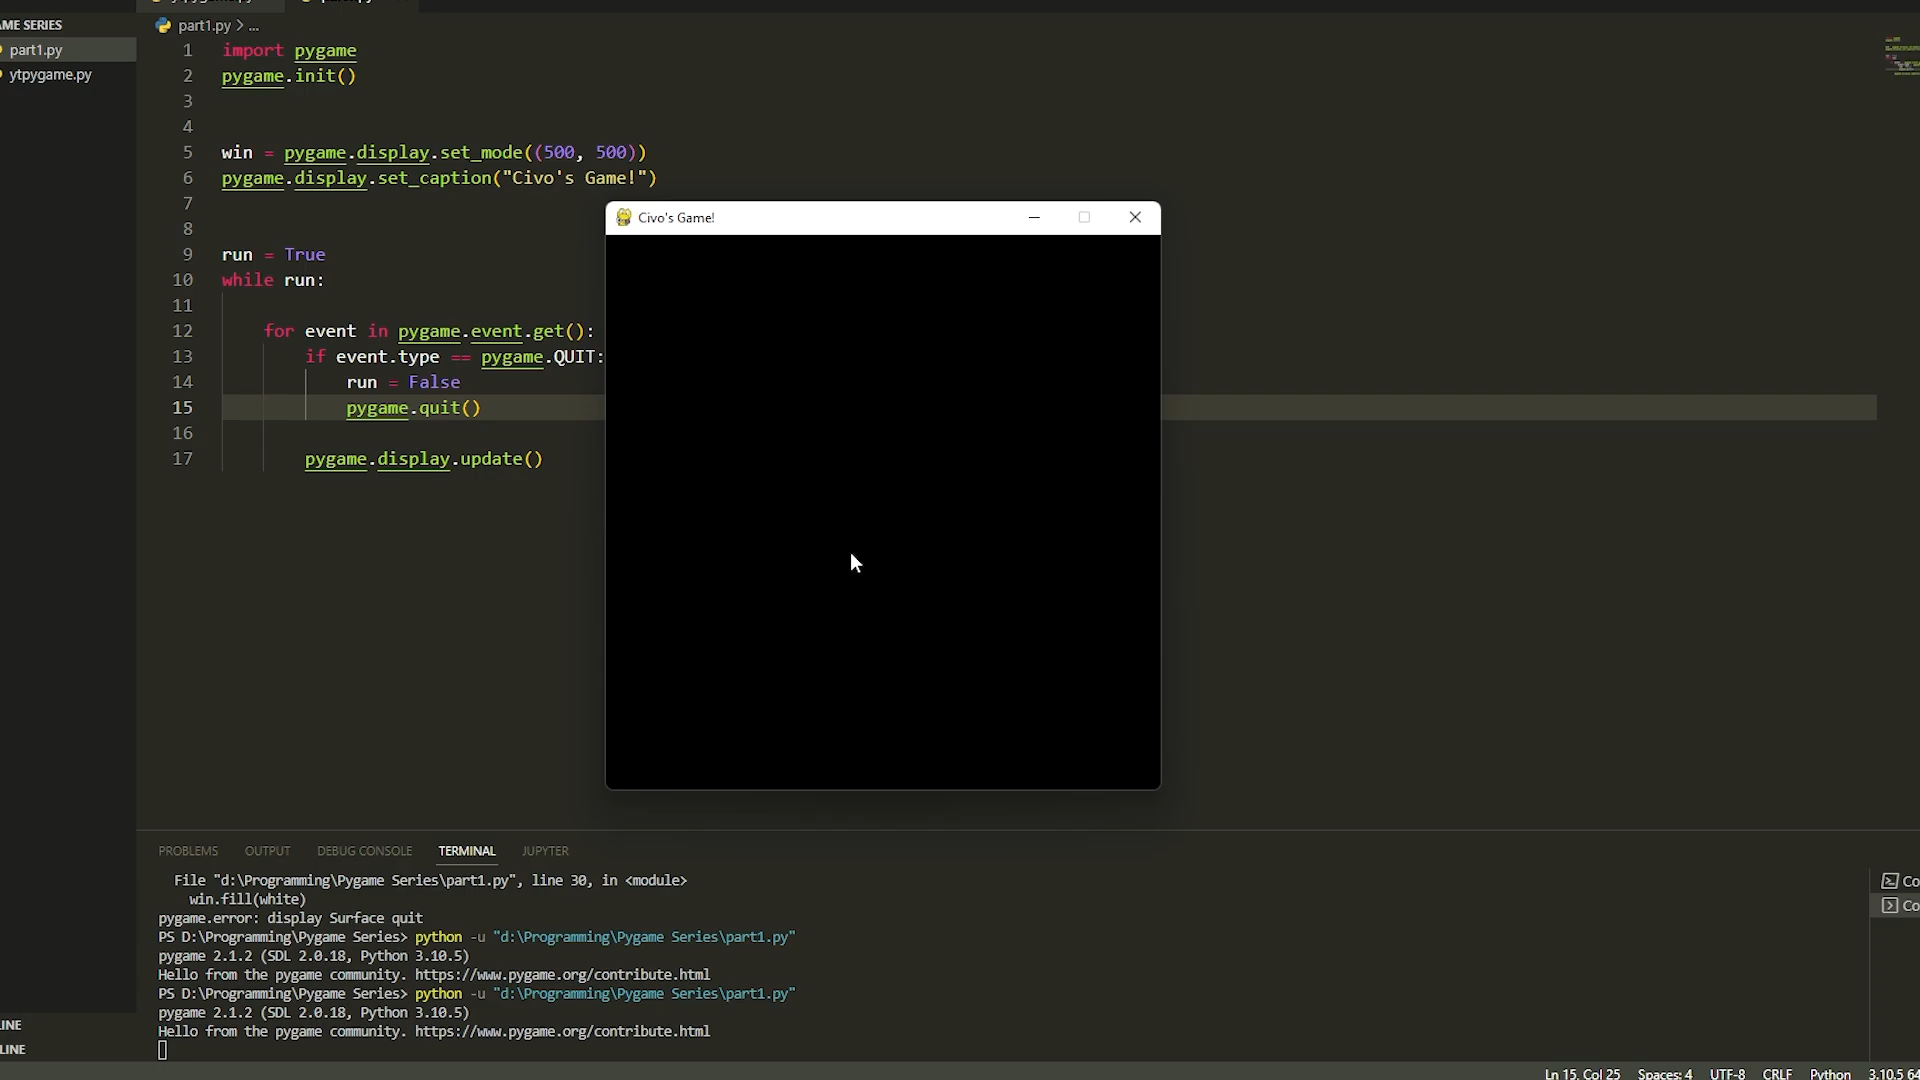 ME SERIES
part1.py
ytpygame.py
part1.py > ...
1 import pygame
2 pygame.init()
3
4
5 win = pygame.display.set_mode((500, 500))
6 pygame.display.set_caption("Civo's Game!")
7
8
9 run = True
10 while run:
11
12 for event in pygame.event.get():
13 if event.type == pygame.QUIT:
14 run = False
15 pygame.quit()
16
17 pygame.display.update()
Civo's Game!
PROBLEMS OUTPUT DEBUG CONSOLE TERMINAL JUPYTER
File "d:\Programming\Pygame Series\part1.py", line 30, in <module>
win.fill(white)
pygame.error: display Surface quit
PS D:\Programming\Pygame Series> python -u "d:\Programming\Pygame Series\part1.py"
pygame 2.1.2 (SDL 2.0.18, Python 3.10.5)
Hello from the pygame community. https://www.pygame.org/contribute.html
PS D:\Programming\Pygame Series> python -u "d:\Programming\Pygame Series\part1.py"
pygame 2.1.2 (SDL 2.0.18, Python 3.10.5)
Hello from the pygame community. https://www.pygame.org/contribute.html
Co
Co
LINE
LINE
Ln 15, Col 25 Spaces: 4 UTF-8 CRLF Python 3.10.5 64